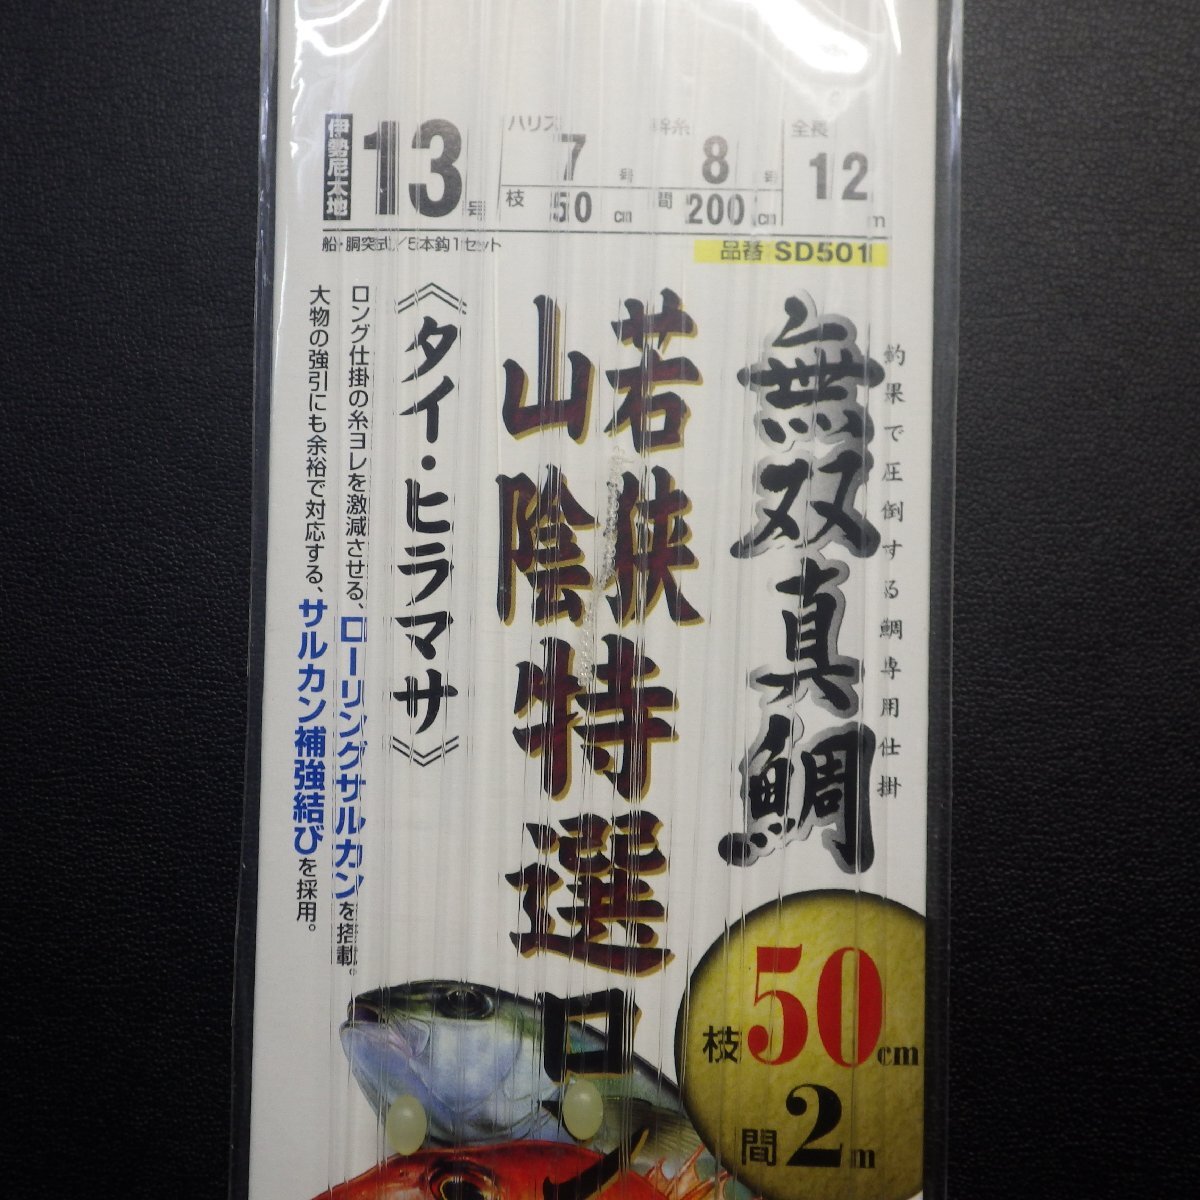 伊勢尼太地
13号
ハリス 7号
幹糸 8号
全長 12m
枝 50cm
間 200cm
船・胴突式/5本鈎1セット
品番 SD501
釣果で圧倒する鯛専用仕掛
無双真鯛
若狭
山陰特選ロン
《タイ・ヒラマサ》
ロング仕掛の糸ヨレを激減させる、ローリングサルカンを搭載。
大物の強引にも余裕で対応する、サルカン補強結びを採用。
枝50cm
間2m